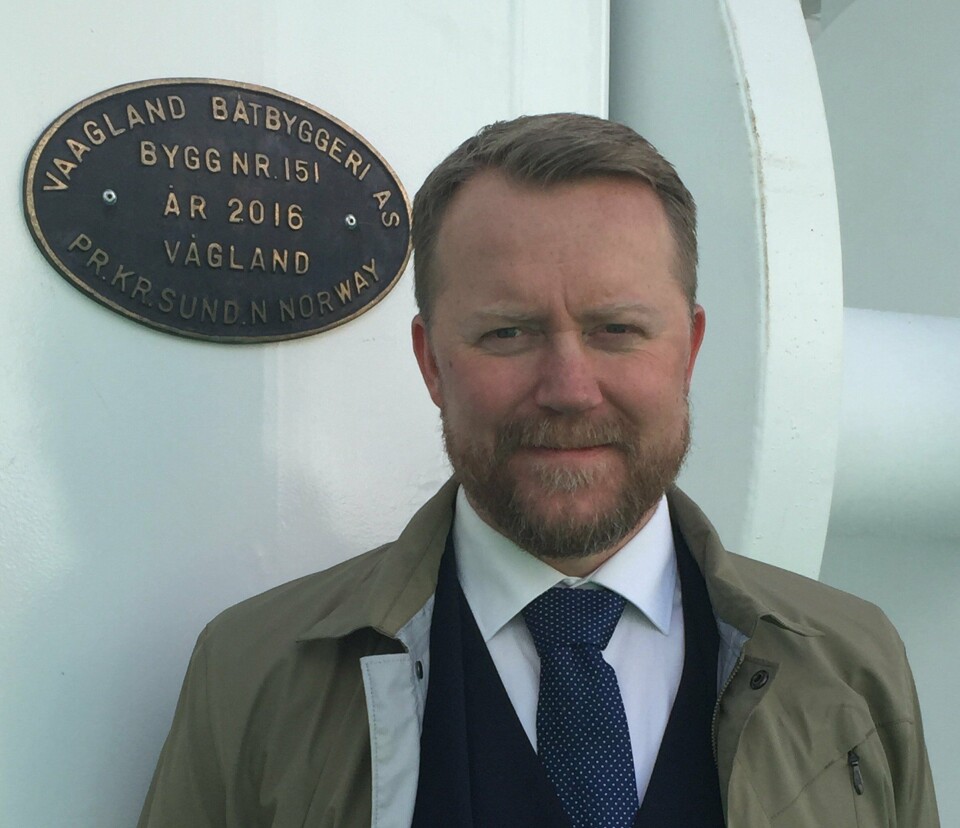 VAAGLAND BÅTBYGGERI AS
BYGG NR. 151
ÅR 2016
VÅGLAND
PR.KR.SUND.N NORWAY